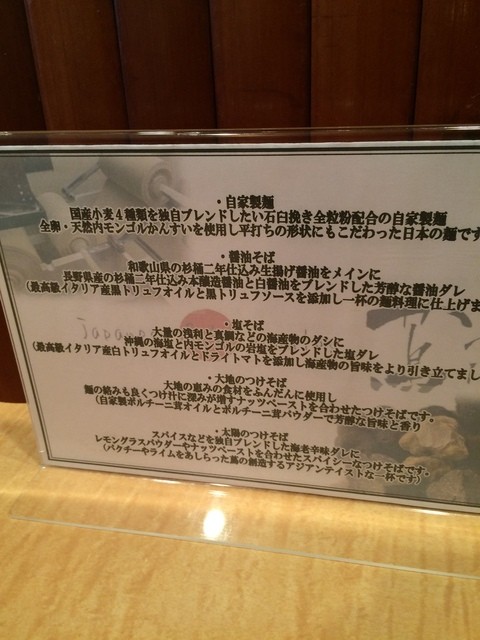 ・自家製麺
国産小麦4種類を独自ブレンドしたい石臼挽き全粒粉配合の自家製麺
全卵・天然内モンゴルかんすいを使用し平打ちの形状にもこだわった日本の麺です
・醤油そば
和歌山県の杉桶二年仕込み生揚げ醤油をメインに
長野県産の杉桶二年仕込み本醸造醤油と白醤油をブレンドした芳醇な醤油ダレ
(最高級イタリア産黒トリュフオイルと黒トリュフソースを添加し一杯の麺料理に仕上げま
・塩そば
大量の浅利と真鯛などの海産物のダシに
沖縄の海塩と内モンゴルの岩塩をブレンドした塩ダレ
(最高級イタリア産白トリュフオイルとドライトマトを添加し海産物の旨味をより引き立てまし
・大地のつけそば
大地の恵みの食材をふんだんに使用し
麺の絡みも良くつけ汁に深みが増すナッツペーストを合わせたつけそばです。
(自家製ポルチーニ茸オイルとポルチーニ茸パウダーで芳醇な旨味と香り
・太陽のつけそば
スパイスなどを独自ブレンドした海老辛味ダレに
レモングラスパウダーやナッツペーストを合わせたスパイシーなつけそばです。
(パクチーやライムをあしらった蔦の創造するアジアンテイストな一杯です)
Japanese
蔦